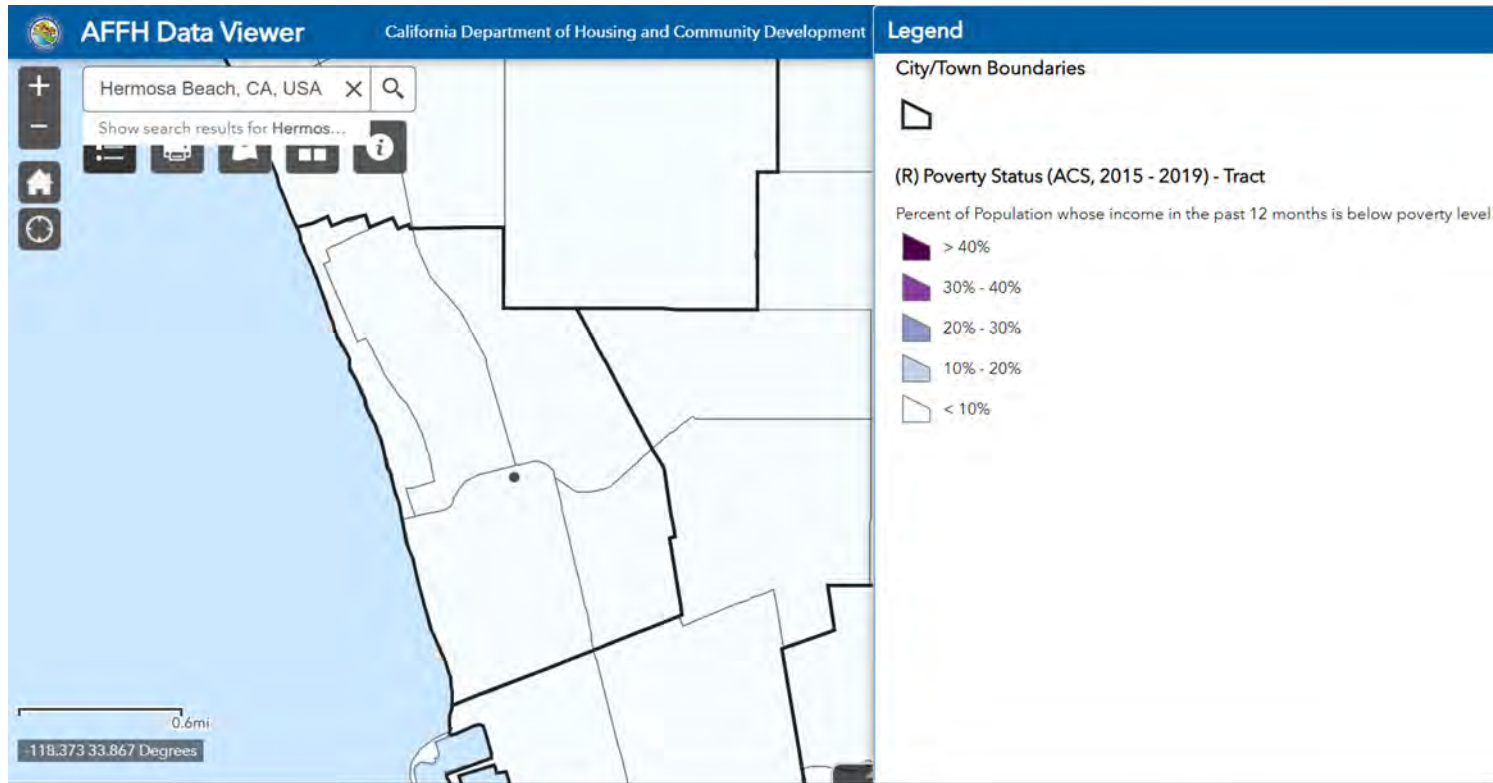 AFFH Data Viewer
California Department of Housing and Community Development
Hermosa Beach, CA, USA
Show search results for Hermos...
0.6mi
-118.373 33.867 Degrees
Legend
City/Town Boundaries
(R) Poverty Status (ACS, 2015 - 2019) - Tract
Percent of Population whose income in the past 12 months is below poverty level
> 40%
30% - 40%
20% - 30%
10% - 20%
< 10%